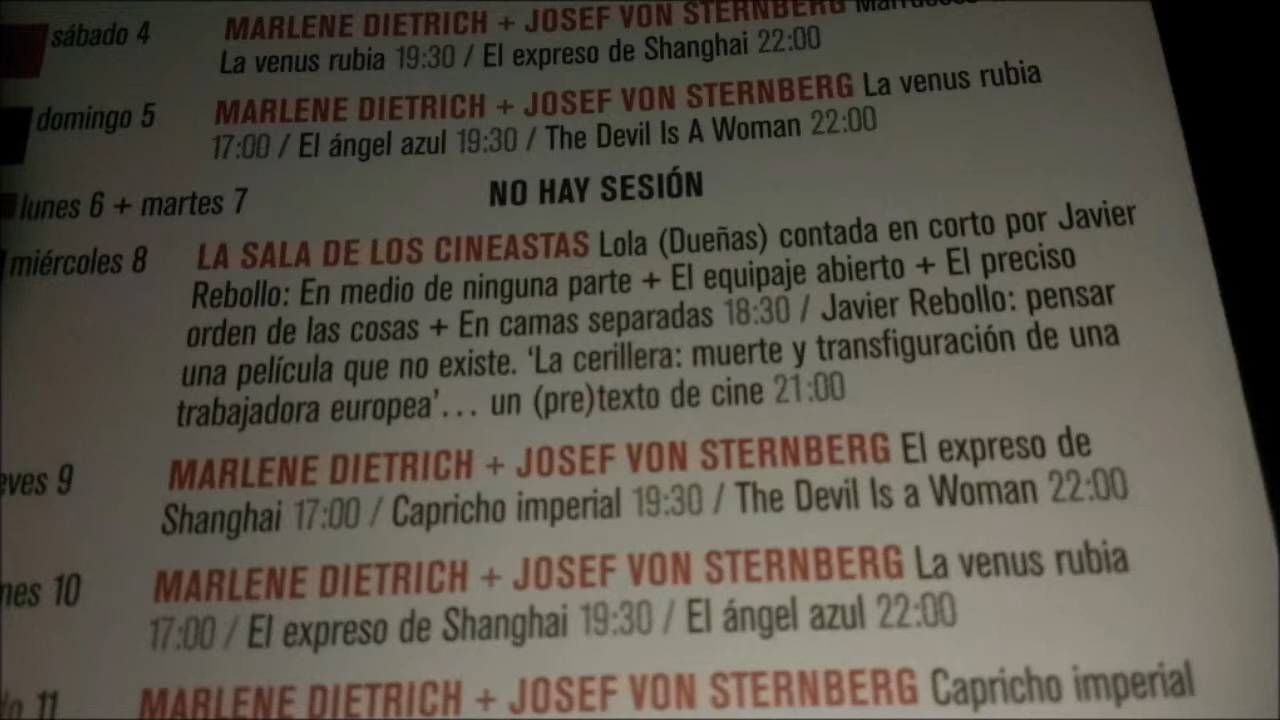 sábado 4 MARLENE DIETRICH + JOSEF VON STERNBERG Marruecos
La venus rubia 19:30 / El expreso de Shanghai 22:00
domingo 5 MARLENE DIETRICH + JOSEF VON STERNBERG La venus rubia
17:00 / El ángel azul 19:30 / The Devil Is A Woman 22:00
lunes 6 + martes 7 NO HAY SESIÓN
miércoles 8 LA SALA DE LOS CINEASTAS Lola (Dueñas) contada en corto por Javier
Rebollo: En medio de ninguna parte + El equipaje abierto + El preciso
orden de las cosas + En camas separadas 18:30 / Javier Rebollo: pensar
una película que no existe. ‘La cerillera: muerte y transfiguración de una
trabajadora europea’... un (pre)texto de cine 21:00
eves 9 MARLENE DIETRICH + JOSEF VON STERNBERG El expreso de
Shanghai 17:00 / Capricho imperial 19:30 / The Devil Is a Woman 22:00
nes 10 MARLENE DIETRICH + JOSEF VON STERNBERG La venus rubia
17:00 / El expreso de Shanghai 19:30 / El ángel azul 22:00
do 11 MARLENE DIETRICH + JOSEF VON STERNBERG Capricho imperial